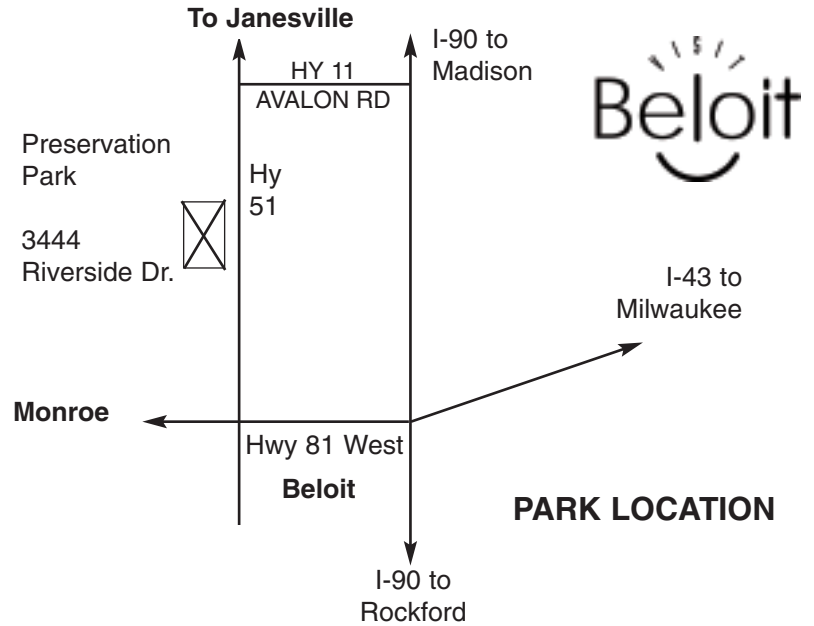 To Janesville
I-90 to
Madison
HY 11
AVALON RD
VISIT
Beloit
Preservation
Park
Hy
51
3444
Riverside Dr.
I-43 to
Milwaukee
Monroe
Hwy 81 West
Beloit
PARK LOCATION
I-90 to
Rockford